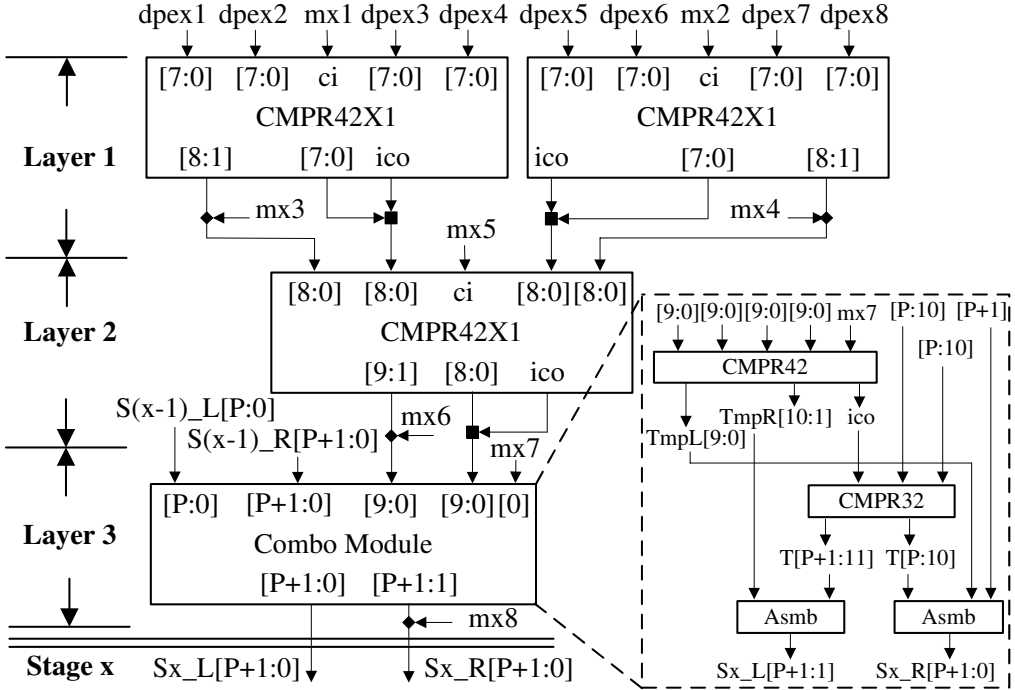 dpex1 dpex2 mx1 dpex3 dpex4 dpex5 dpex6 mx2 dpex7 dpex8
[7:0] [7:0] ci [7:0] [7:0] [7:0] [7:0] ci [7:0] [7:0]
CMPR42X1 CMPR42X1
Layer 1
[8:1] [7:0] ico ico [7:0] [8:1]
mx3 mx4
mx5
[8:0] [8:0] ci [8:0] [8:0]
Layer 2
CMPR42X1
[9:1] [8:0] ico
S(x-1)_L[P:0]
mx6
S(x-1)_R[P+1:0]
mx7
[P:0] [P+1:0] [9:0] [9:0] [0]
Layer 3
Combo Module
[P+1:0] [P+1:1]
mx8
Stage x
Sx_L[P+1:0] Sx_R[P+1:0]
[9:0] [9:0] [9:0] [9:0] mx7 [P:10] [P+1]
[P:10]
CMPR42
TmpR[10:1] ico
TmpL[9:0]
CMPR32
T[P+1:11] T[P:10]
Asmb Asmb
Sx_L[P+1:1] Sx_R[P+1:0]